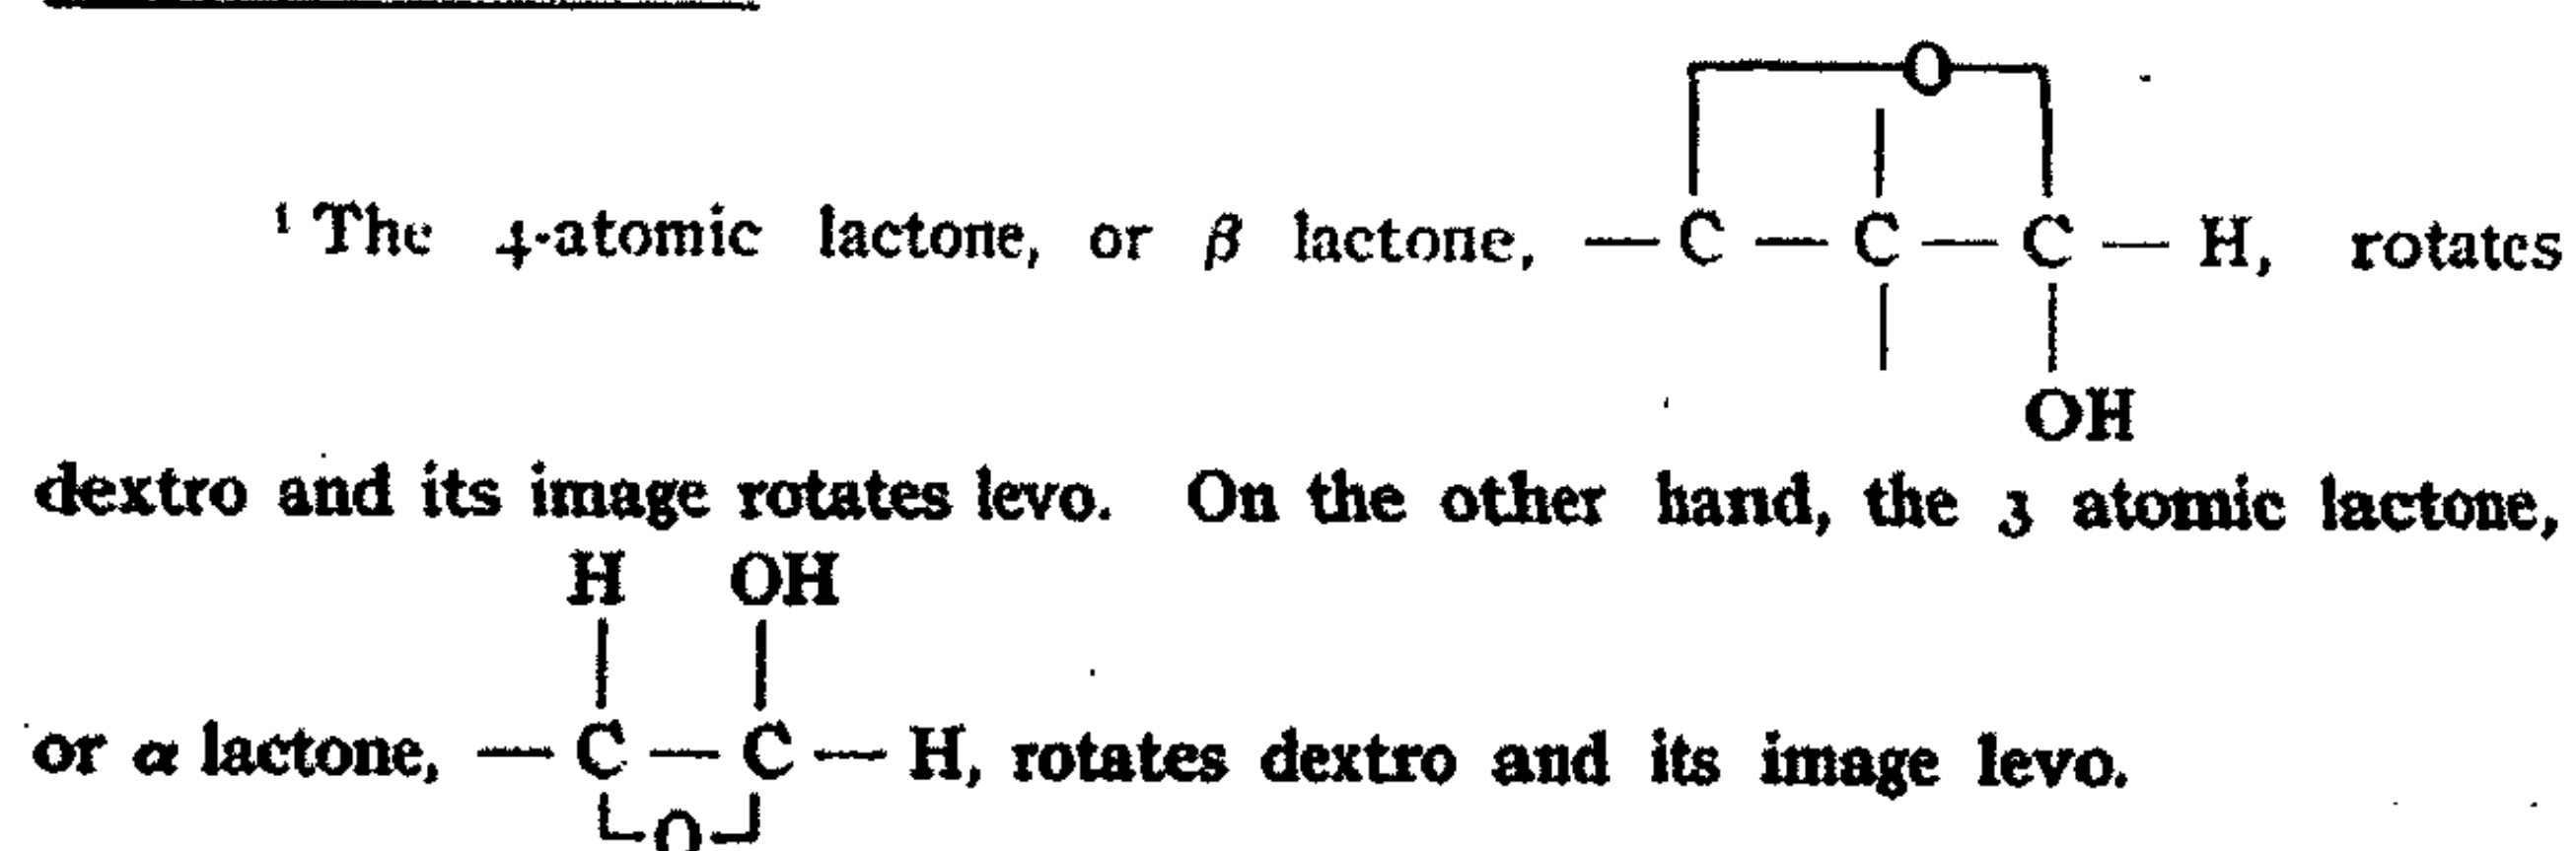 O
¹ The 4-atomic lactone, or β lactone, — C — C — C — H, rotates
OH
dextro and its image rotates levo. On the other hand, the 3 atomic lactone,
H OH
or α lactone, — C — C — H, rotates dextro and its image levo.
O